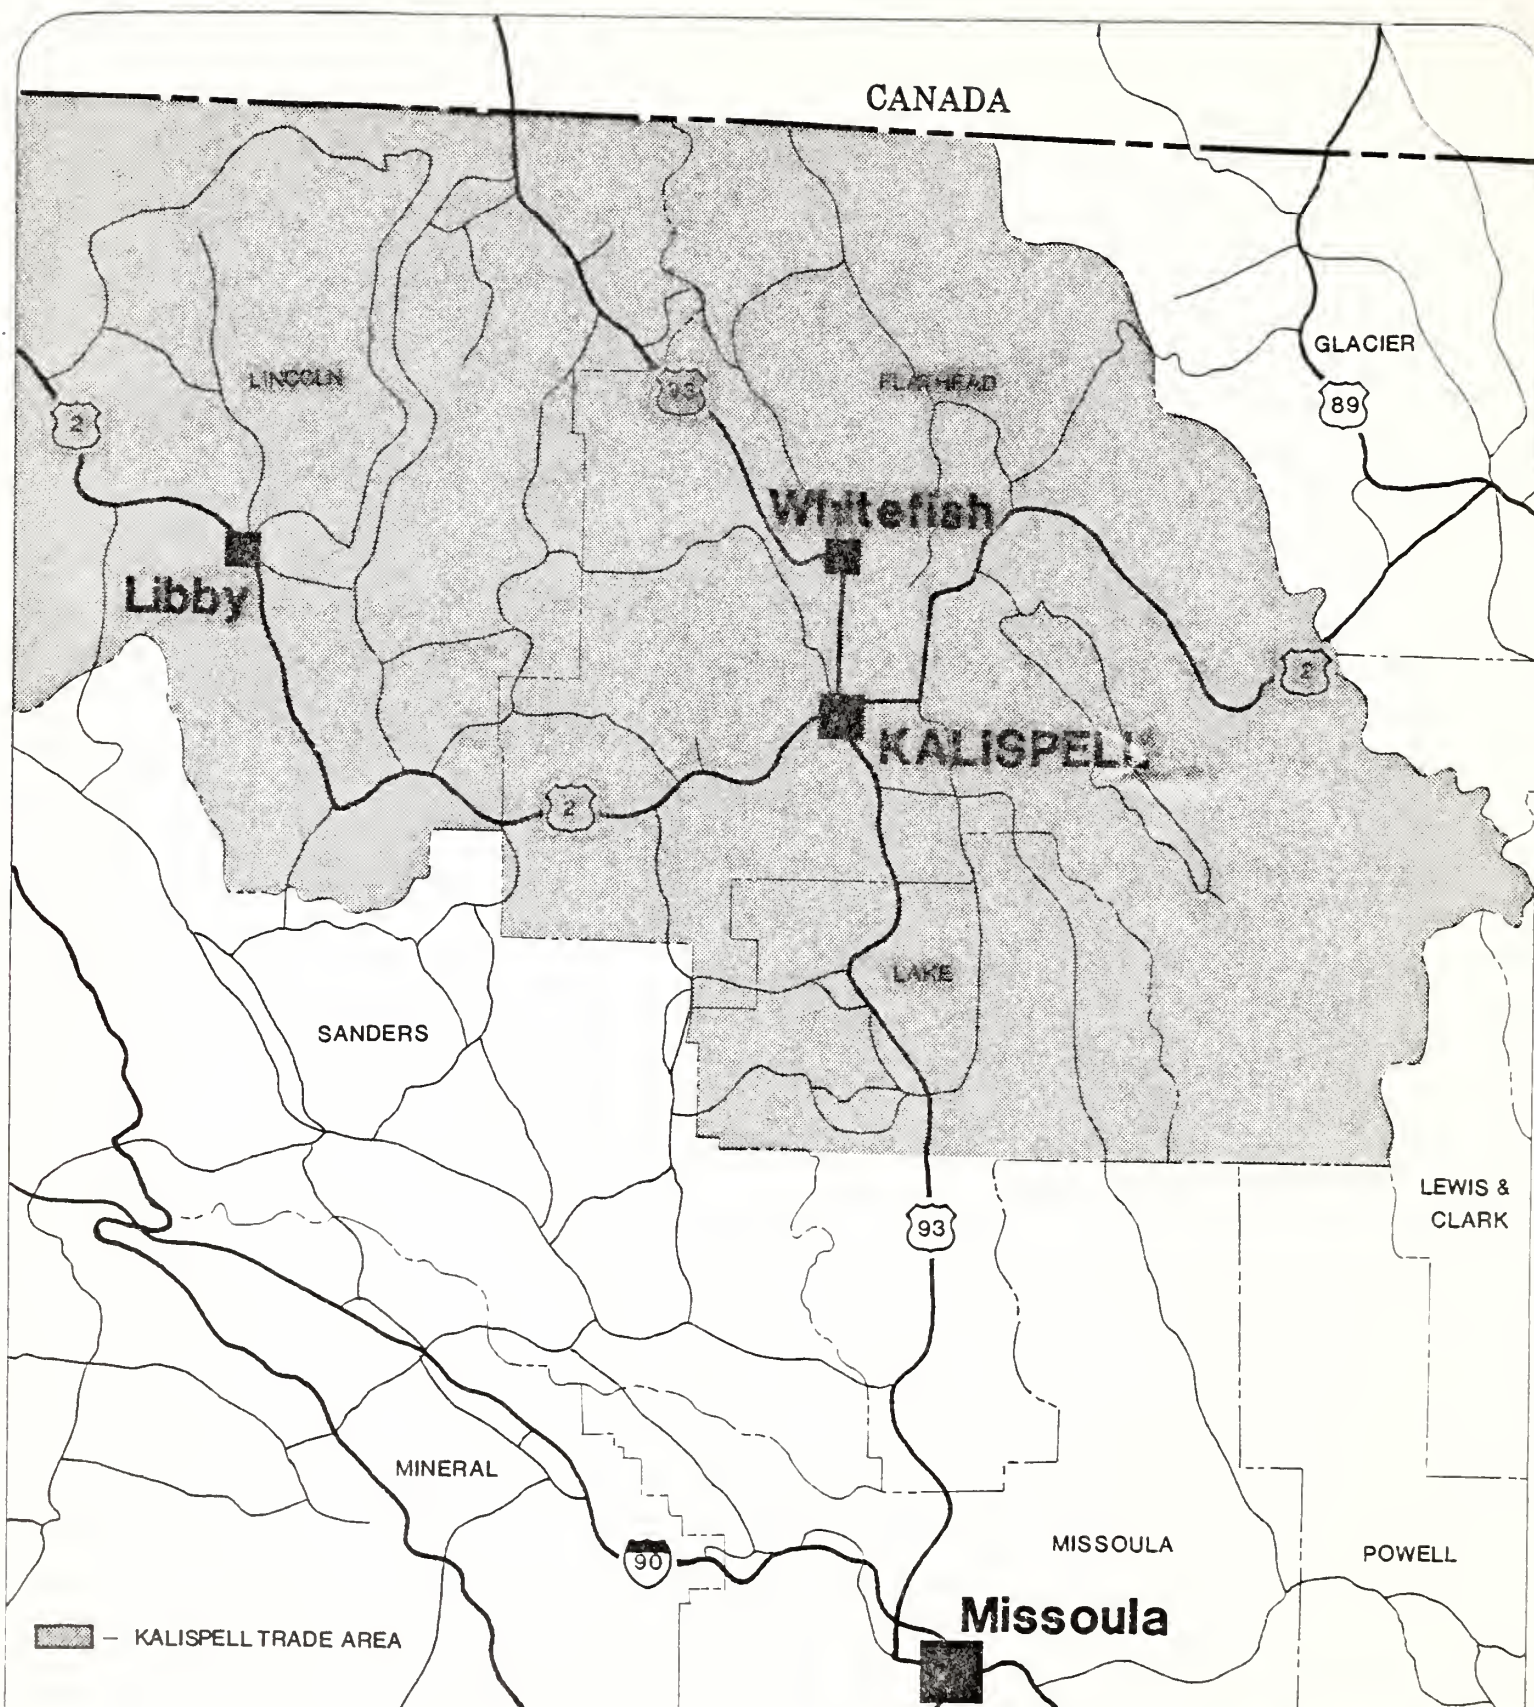 CANADA
GLACIER
LINCOLN
FLATHEAD
93
89
2
Whitefish
Libby
2
KALISPELL
2
LAKE
SANDERS
LEWIS &
CLARK
93
MINERAL
MISSOULA
POWELL
90
Missoula
– KALISPELL TRADE AREA